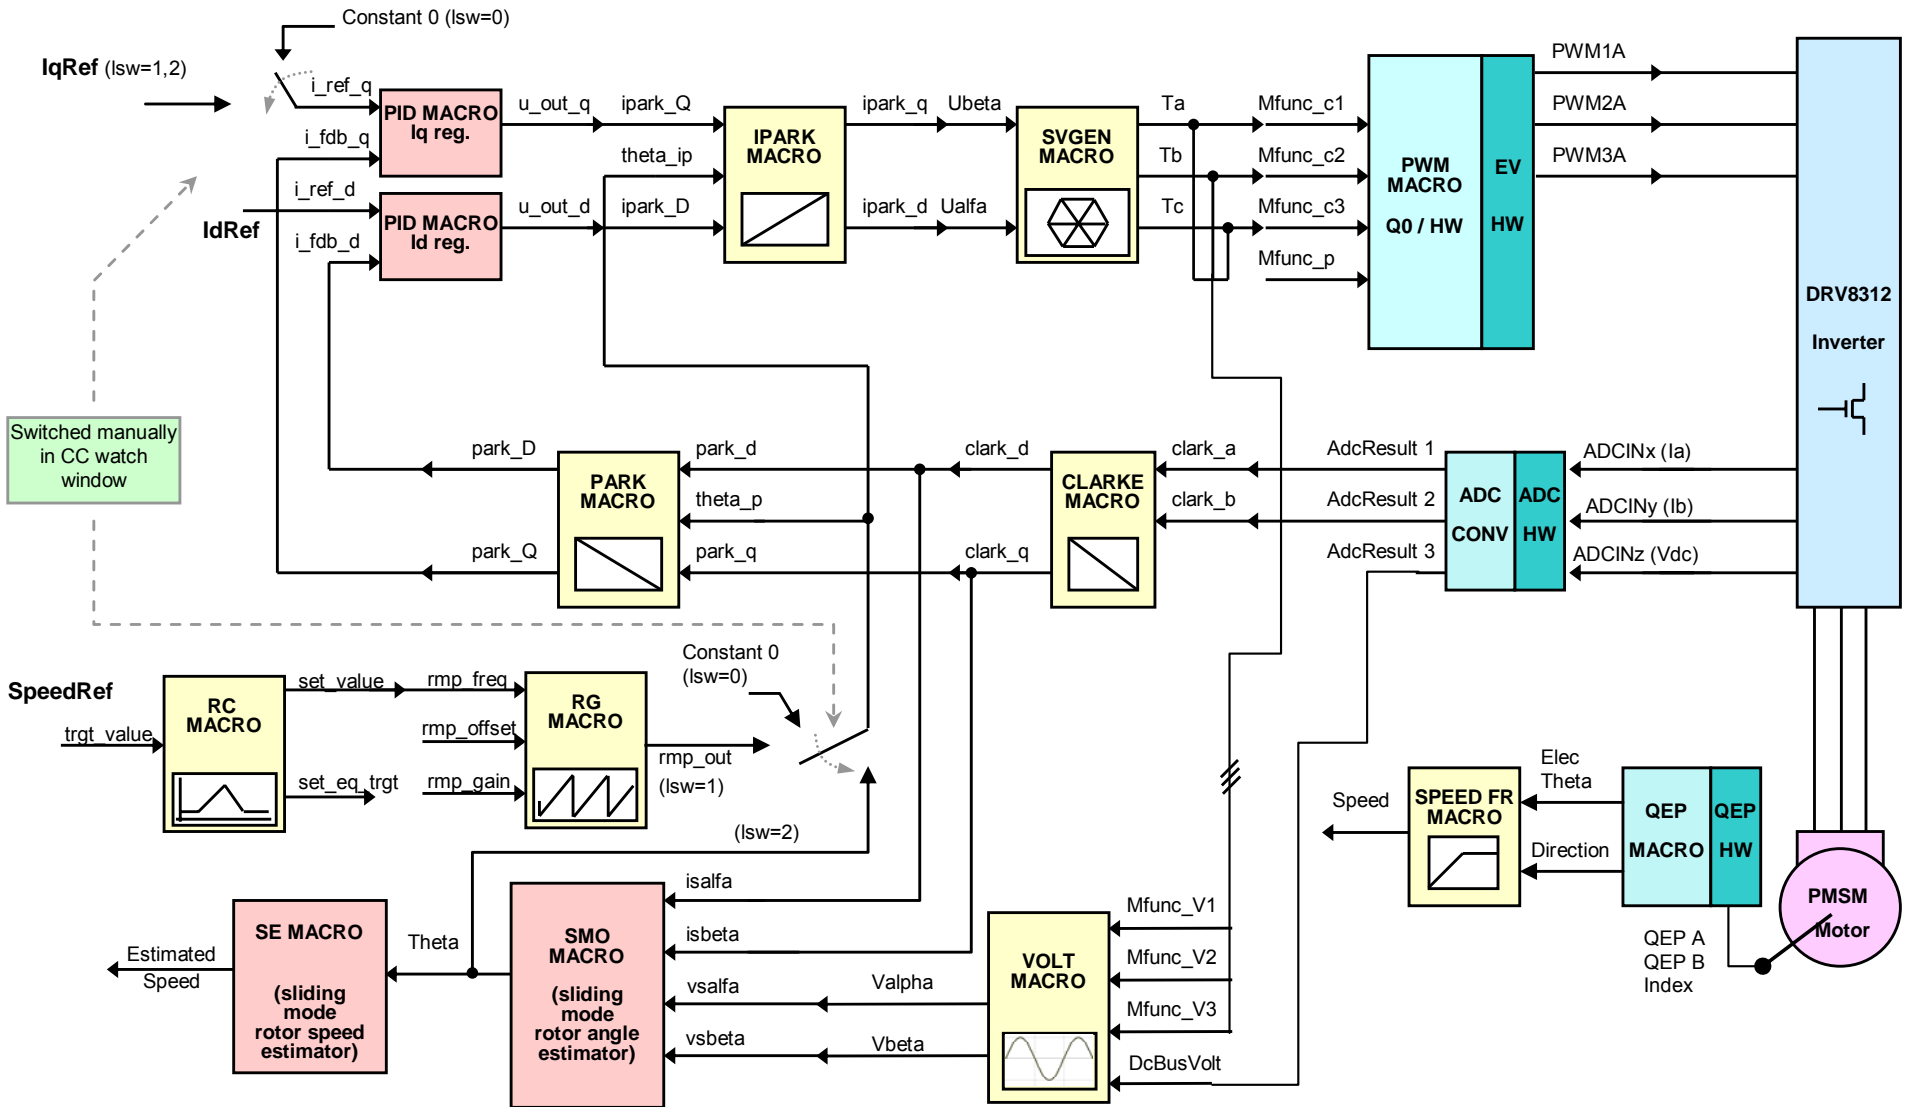 Constant 0 (lsw=0)
IqRef (lsw=1,2)
i_ref_q
i_fdb_q
PID MACRO
Iq reg.
u_out_q
ipark_Q
i_ref_d
IdRef
i_fdb_d
PID MACRO
Id reg.
u_out_d
ipark_D
theta_ip
IPARK
MACRO
ipark_q
Ubeta
ipark_d
Ualfa
SVGEN
MACRO
Ta
Tb
Tc
Mfunc_c1
Mfunc_c2
Mfunc_c3
Mfunc_p
PWM
MACRO
Q0 / HW
EV
HW
PWM1A
PWM2A
PWM3A
DRV8312
Inverter
Switched manually
in CC watch
window
park_D
park_Q
PARK
MACRO
park_d
theta_p
park_q
clark_d
clark_q
CLARKE
MACRO
clark_a
clark_b
AdcResult 1
AdcResult 2
AdcResult 3
ADC
CONV
ADC
HW
ADCINx (Ia)
ADCINy (Ib)
ADCINz (Vdc)
SpeedRef
trgt_value
RC
MACRO
set_value
set_eq_trgt
rmp_freq
rmp_offset
rmp_gain
RG
MACRO
rmp_out
(lsw=1)
Constant 0
(lsw=0)
(lsw=2)
Speed
SPEED FR
MACRO
Elec
Theta
Direction
QEP
MACRO
QEP
HW
PMSM
Motor
QEP A
QEP B
Index
Estimated
Speed
SE MACRO
(sliding
mode
rotor speed
estimator)
Theta
SMO
MACRO
(sliding
mode
rotor angle
estimator)
isalfa
isbeta
vsalfa
vsbeta
Valpha
Vbeta
VOLT
MACRO
Mfunc_V1
Mfunc_V2
Mfunc_V3
DcBusVolt